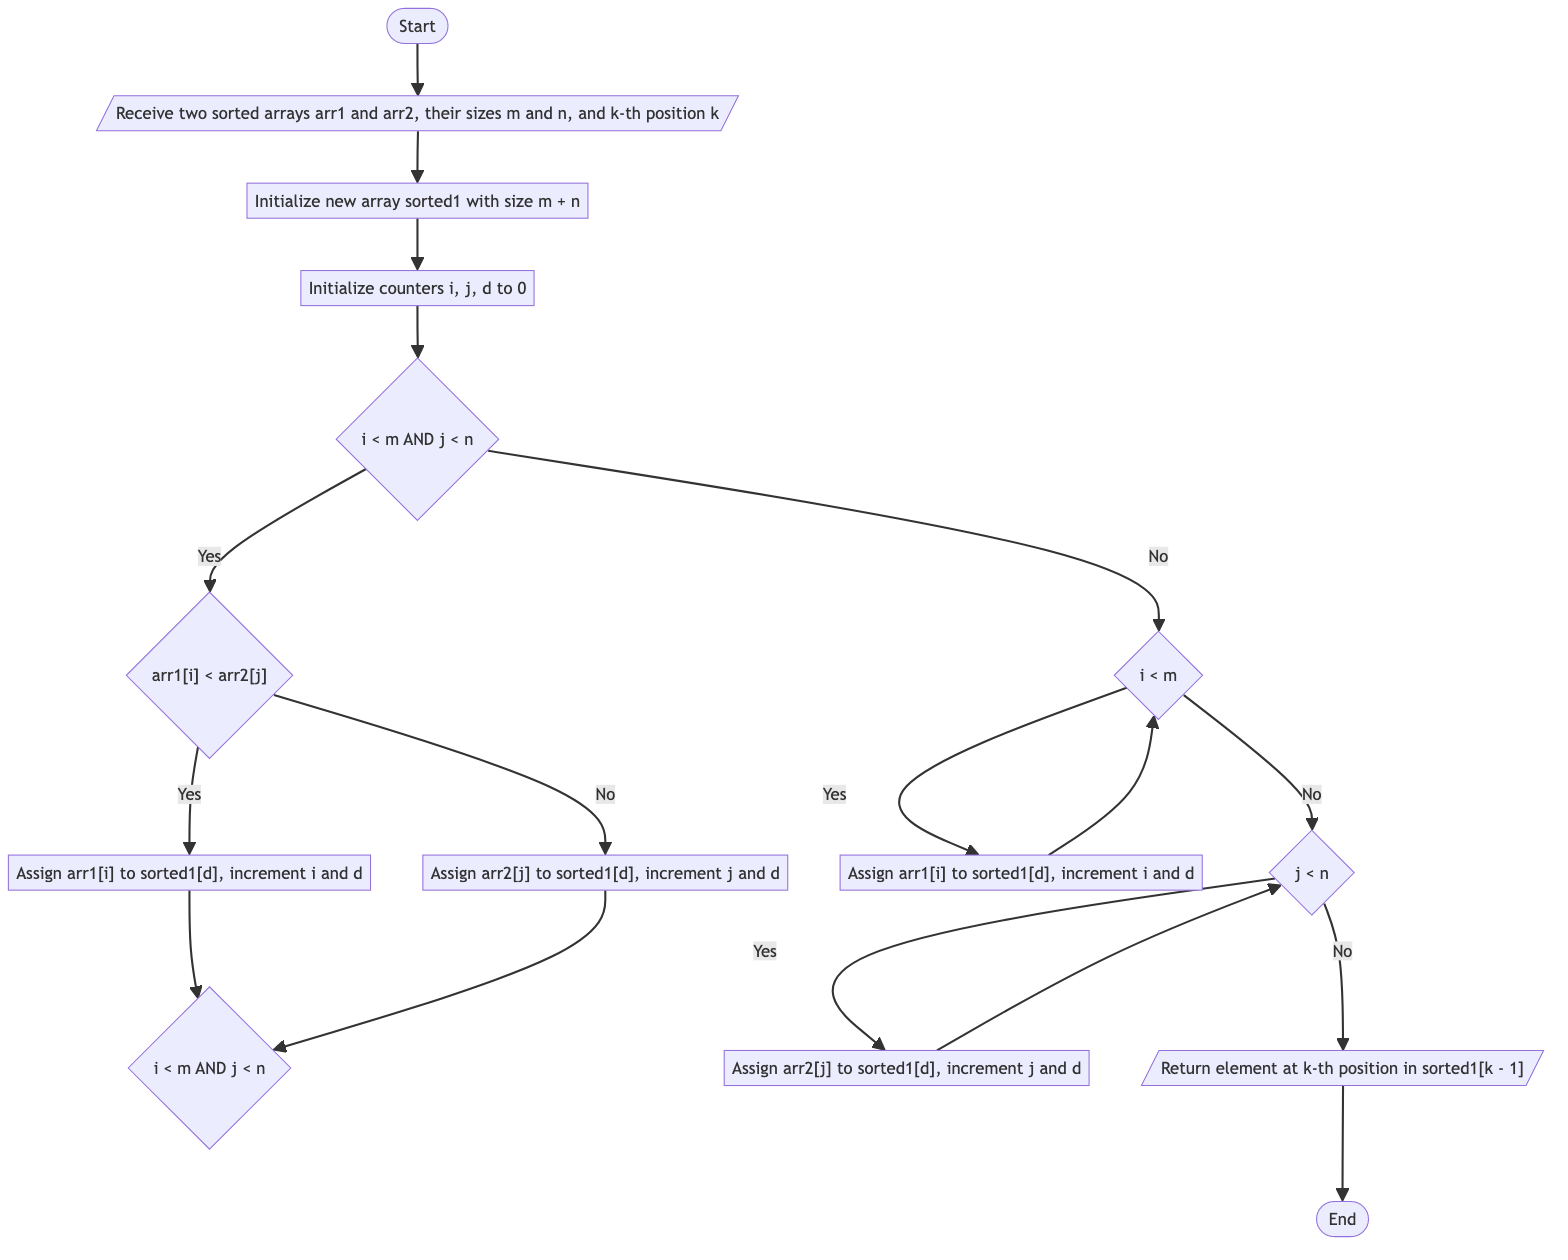 Start
Receive two sorted arrays arr1 and arr2, their sizes m and n, and k-th position k
Initialize new array sorted1 with size m + n
Initialize counters i, j, d to 0
i < m AND j < n
Yes
No
arr1[i] < arr2[j]
i < m
Yes
No
Yes
No
Assign arr1[i] to sorted1[d], increment i and d
Assign arr2[j] to sorted1[d], increment j and d
Assign arr1[i] to sorted1[d], increment i and d
j < n
Yes
No
i < m AND j < n
Assign arr2[j] to sorted1[d], increment j and d
Return element at k-th position in sorted1[k - 1]
End